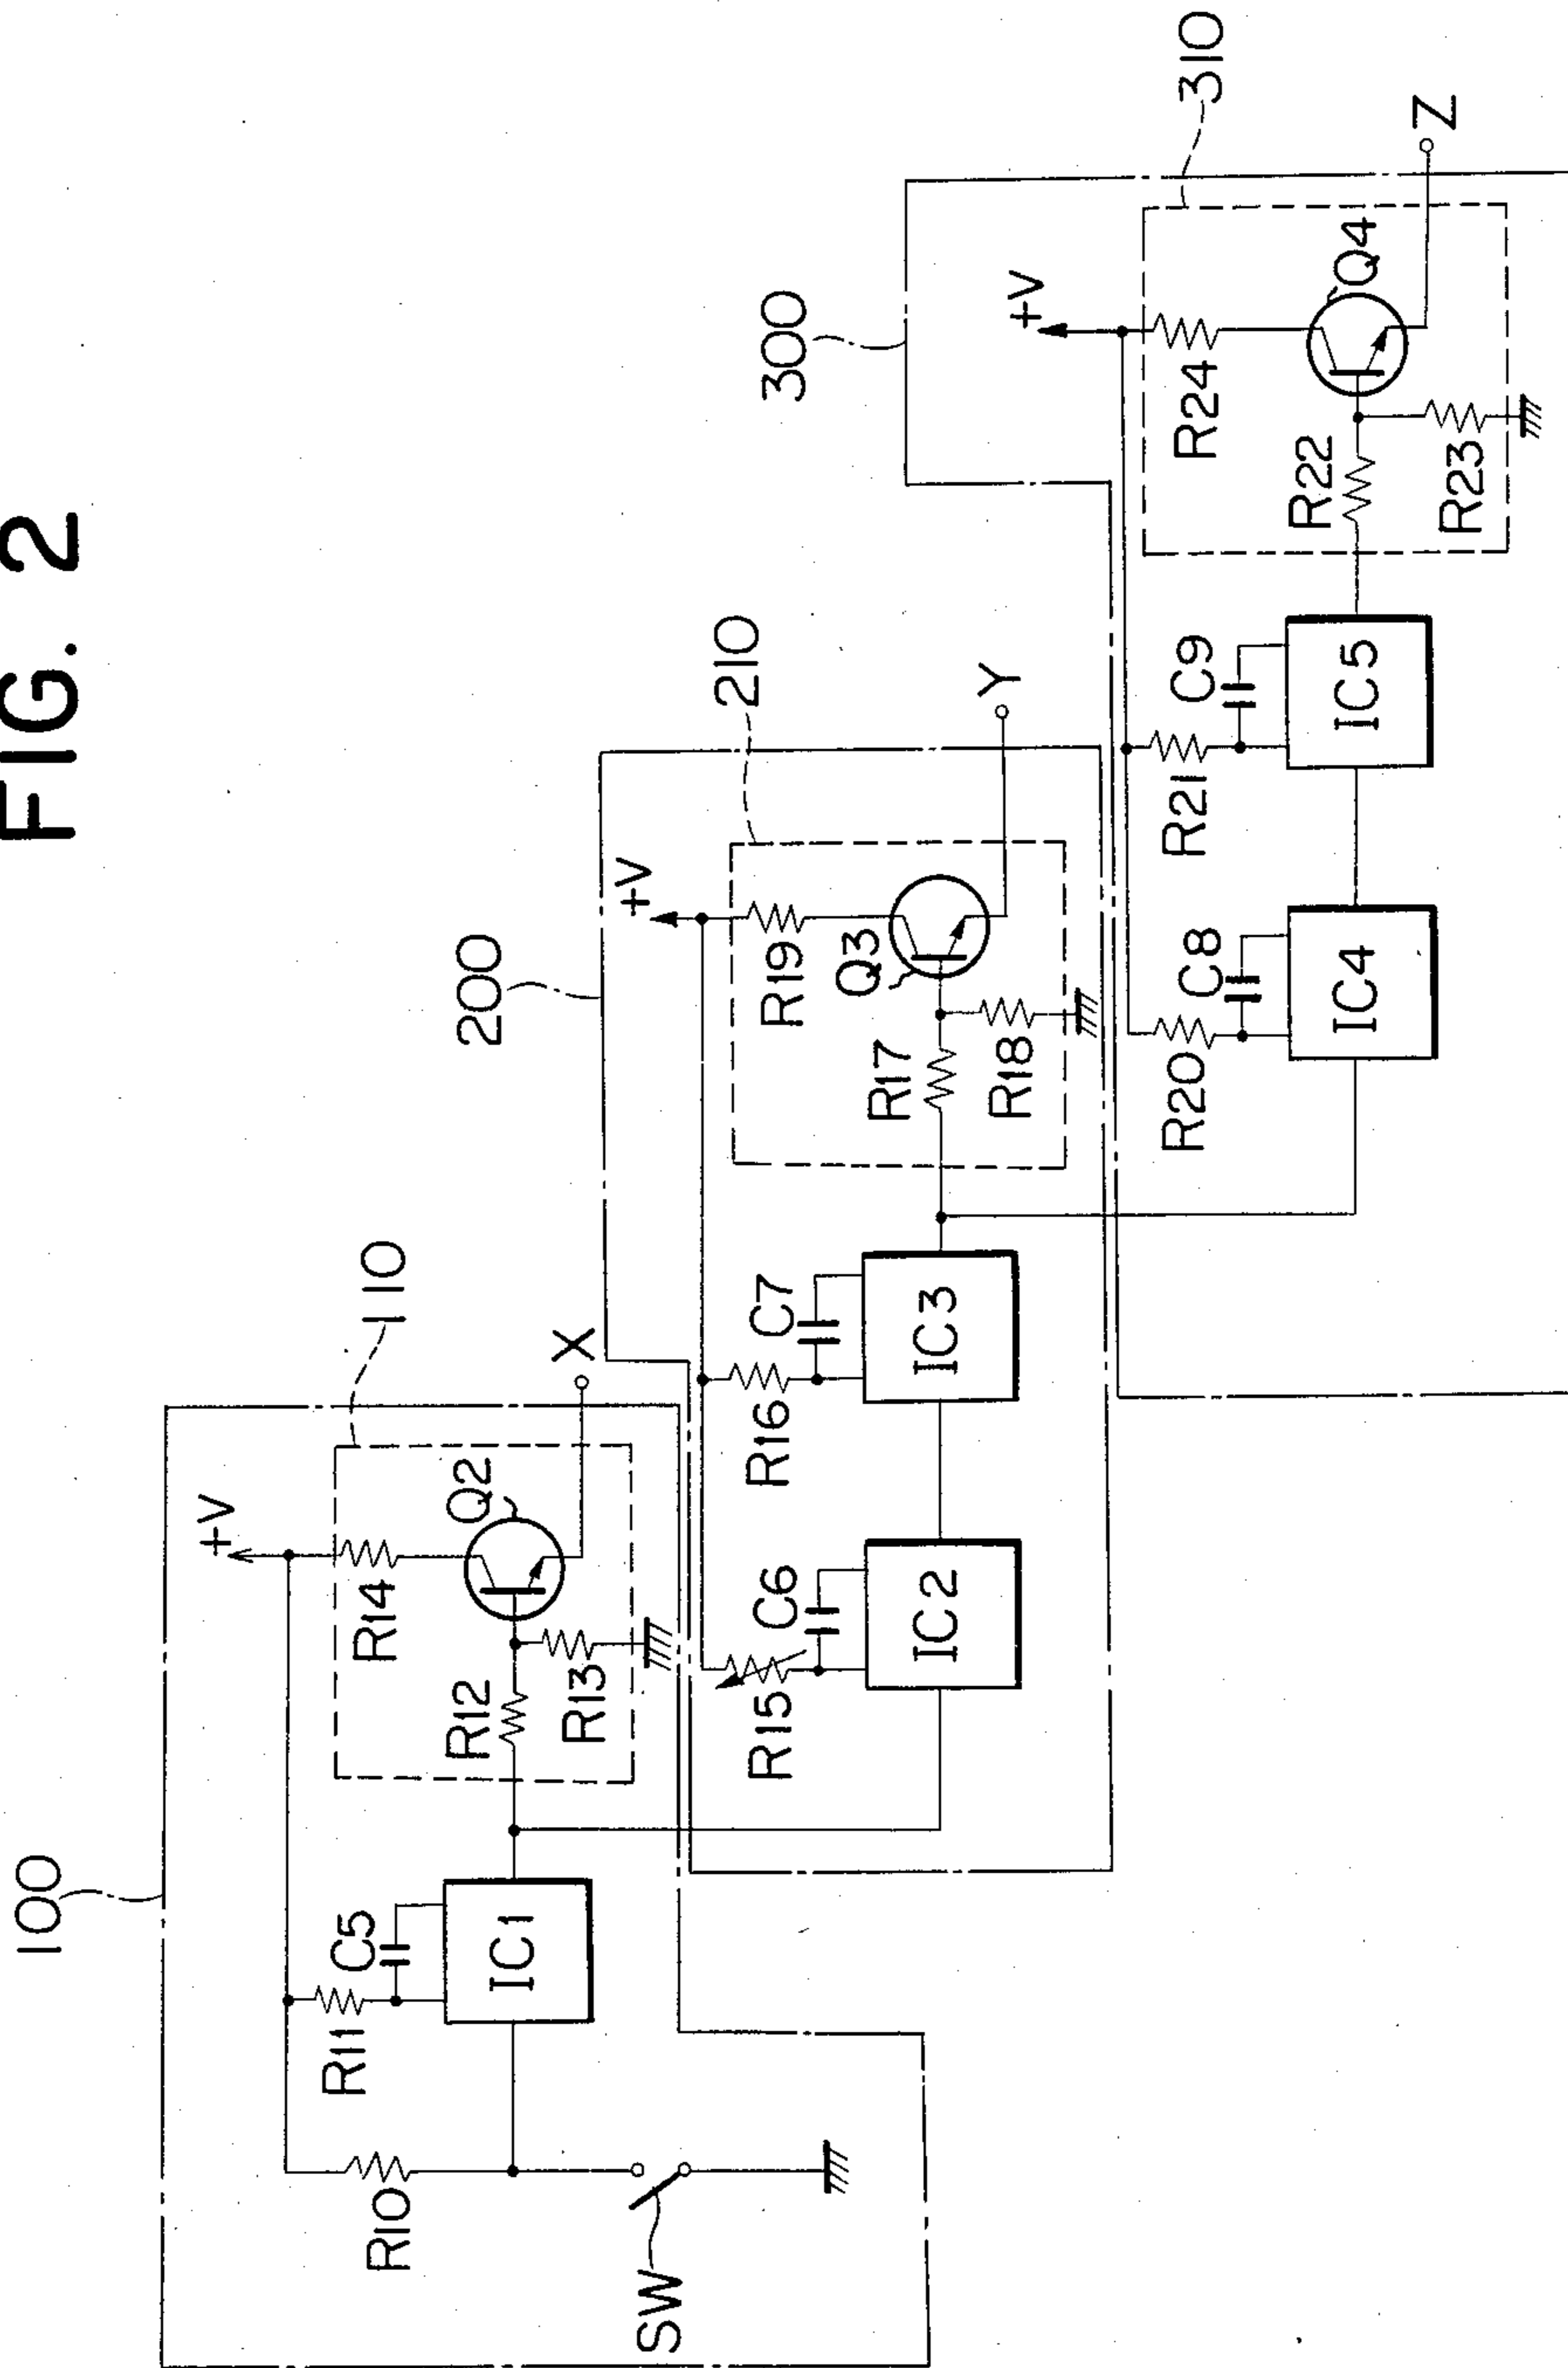 FIG. 2
100
+V
R10
R11
C5
IC1
SW
110
R14
Q2
R12
R13
X
200
+V
R15
C6
IC2
R16
C7
IC3
210
R19
Q3
R17
R18
Y
300
+V
R20
C8
IC4
R21
C9
IC5
310
R24
Q4
R22
R23
Z